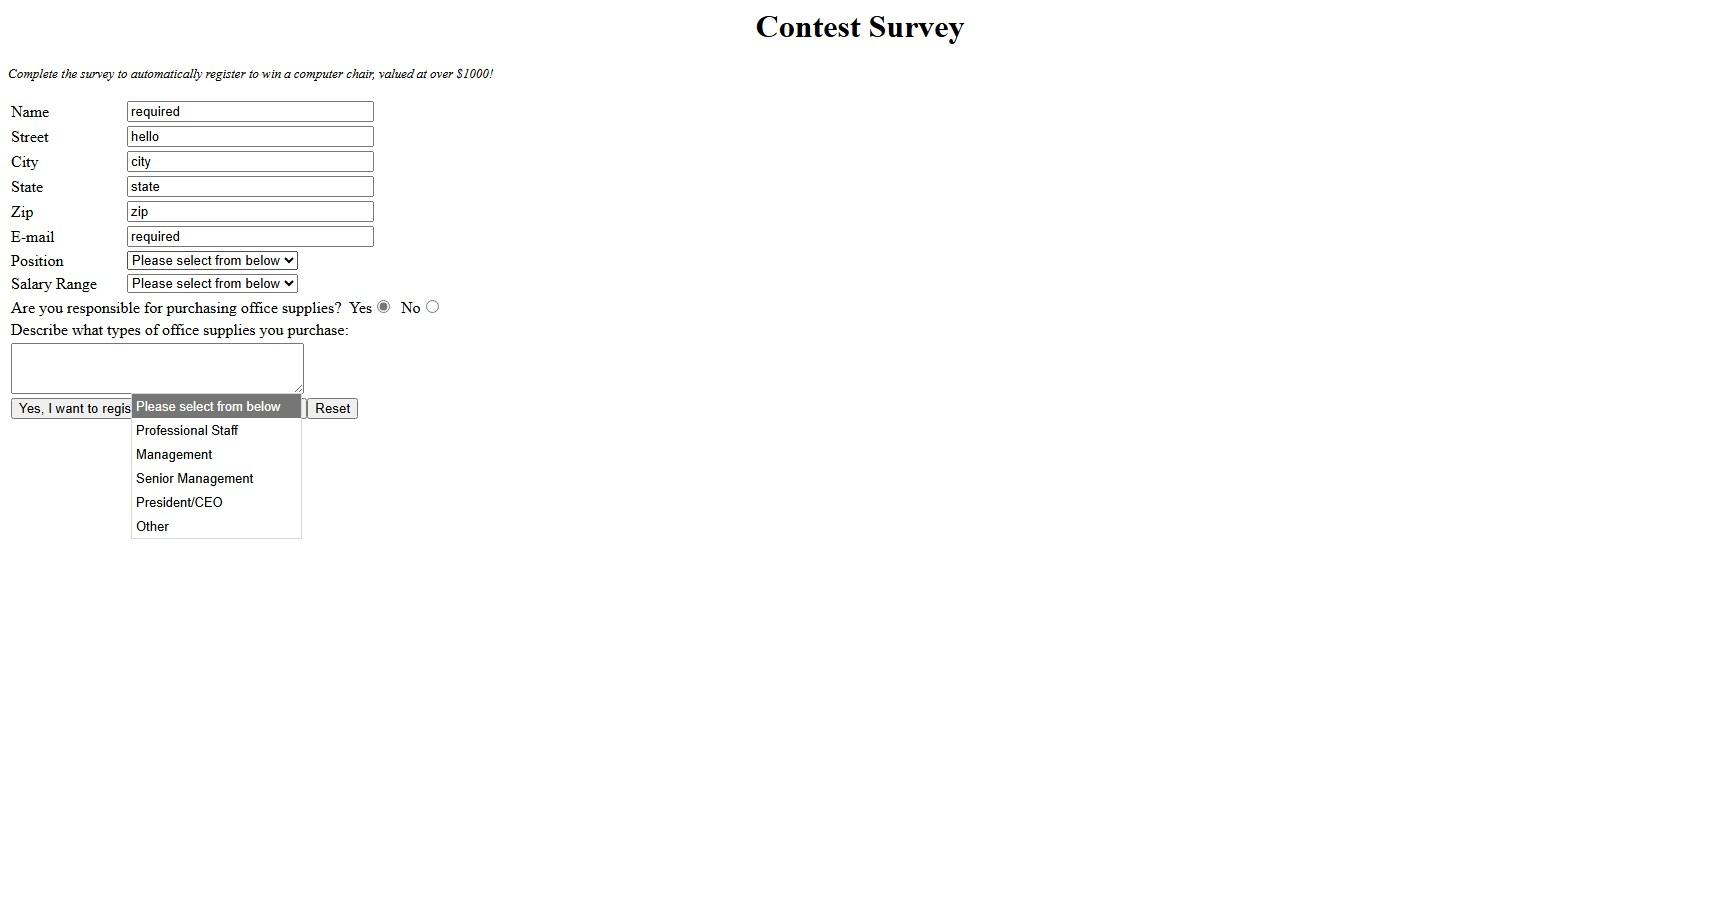 Contest Survey
Complete the survey to automatically register to win a computer chair, valued at over $1000!
Name required
Street hello
City city
State state
Zip zip
E-mail required
Position Please select from below
Salary Range Please select from below
Are you responsible for purchasing office supplies? Yes No
Describe what types of office supplies you purchase:
Yes, I want to regis Please select from below Reset
Professional Staff
Management
Senior Management
President/CEO
Other